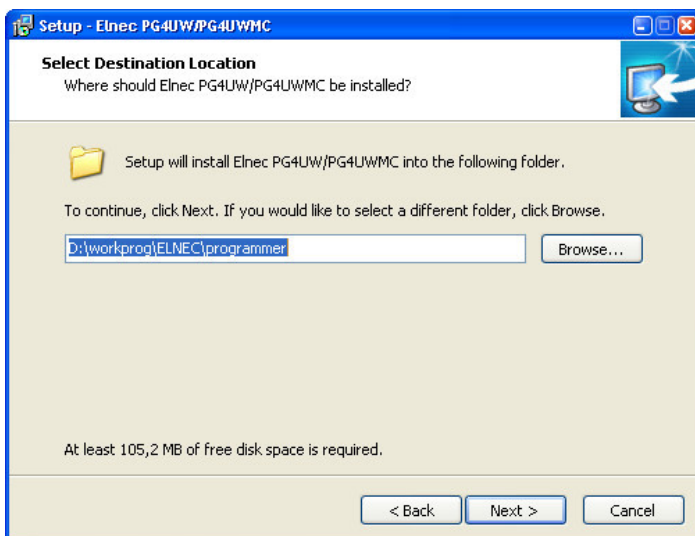 Setup - Elnec PG4UW/PG4UWMC
Select Destination Location
Where should Elnec PG4UW/PG4UWMC be installed?
Setup will install Elnec PG4UW/PG4UWMC into the following folder.
To continue, click Next. If you would like to select a different folder, click Browse.
D:\workprog\ELNEC\programmer
Browse...
At least 105,2 MB of free disk space is required.
< Back
Next >
Cancel